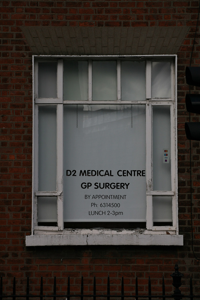 D2 MEDICAL CENTRE
GP SURGERY
BY APPOINTMENT
Ph: 6314500
LUNCH 2-3pm